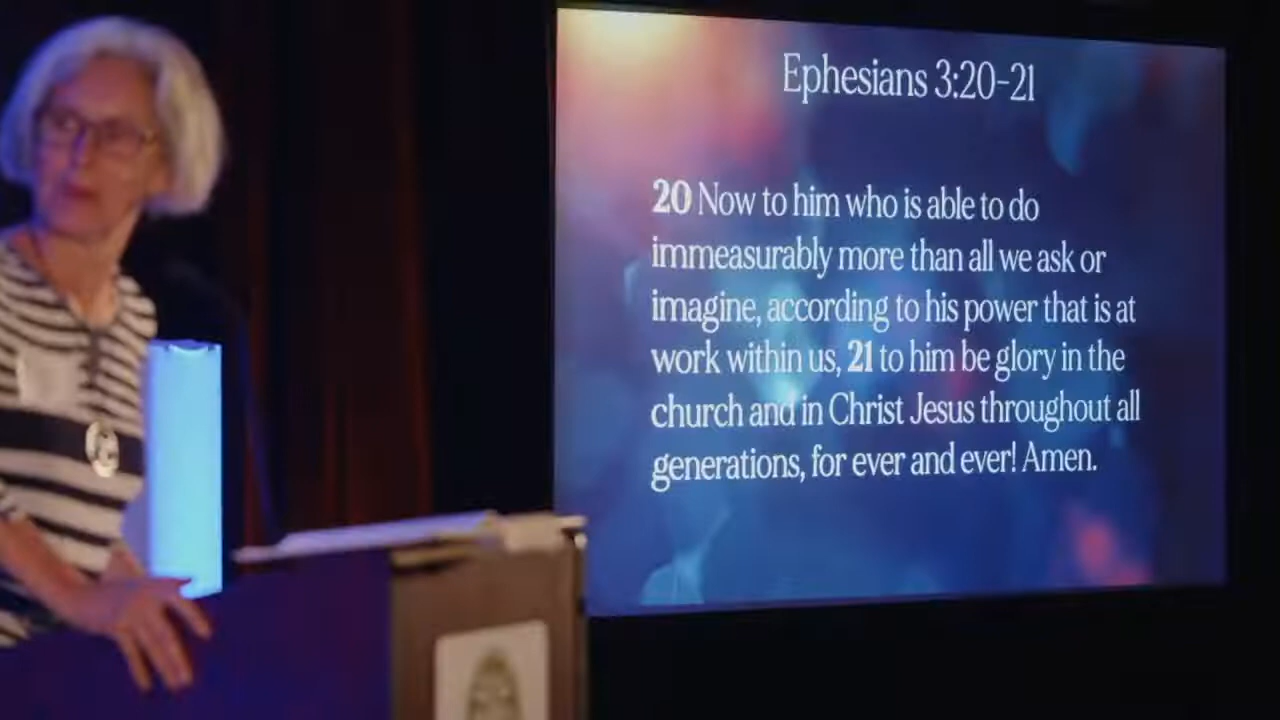 Ephesians 3:20-21
20 Now to him who is able to do
immeasurably more than all we ask or
imagine, according to his power that is at
work within us, 21 to him be glory in the
church and in Christ Jesus throughout all
generations, for ever and ever! Amen.